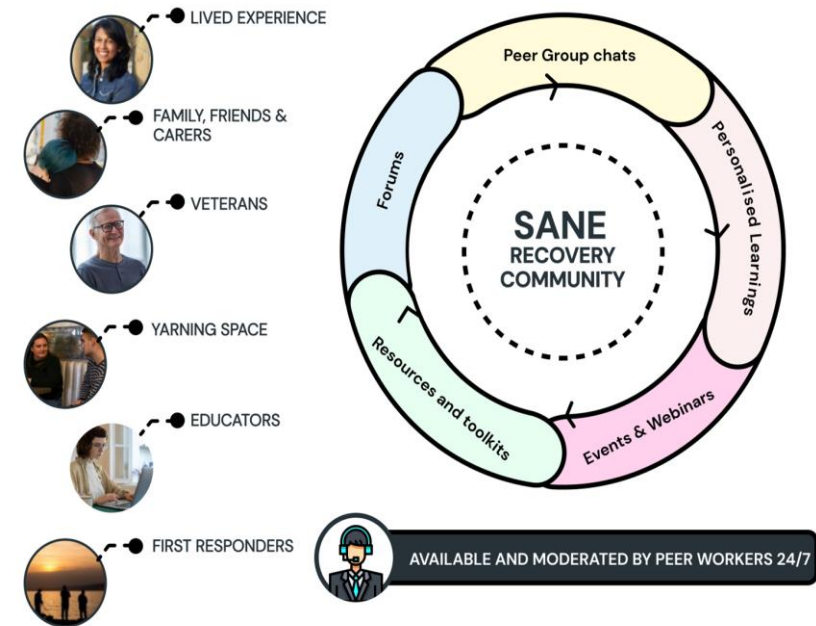 LIVED EXPERIENCE
FAMILY, FRIENDS &
CARERS
VETERANS
YARNING SPACE
EDUCATORS
FIRST RESPONDERS
Peer Group chats
Personalised Learnings
Events & Webinars
Resources and toolkits
Forums
SANE
RECOVERY
COMMUNITY
AVAILABLE AND MODERATED BY PEER WORKERS 24/7